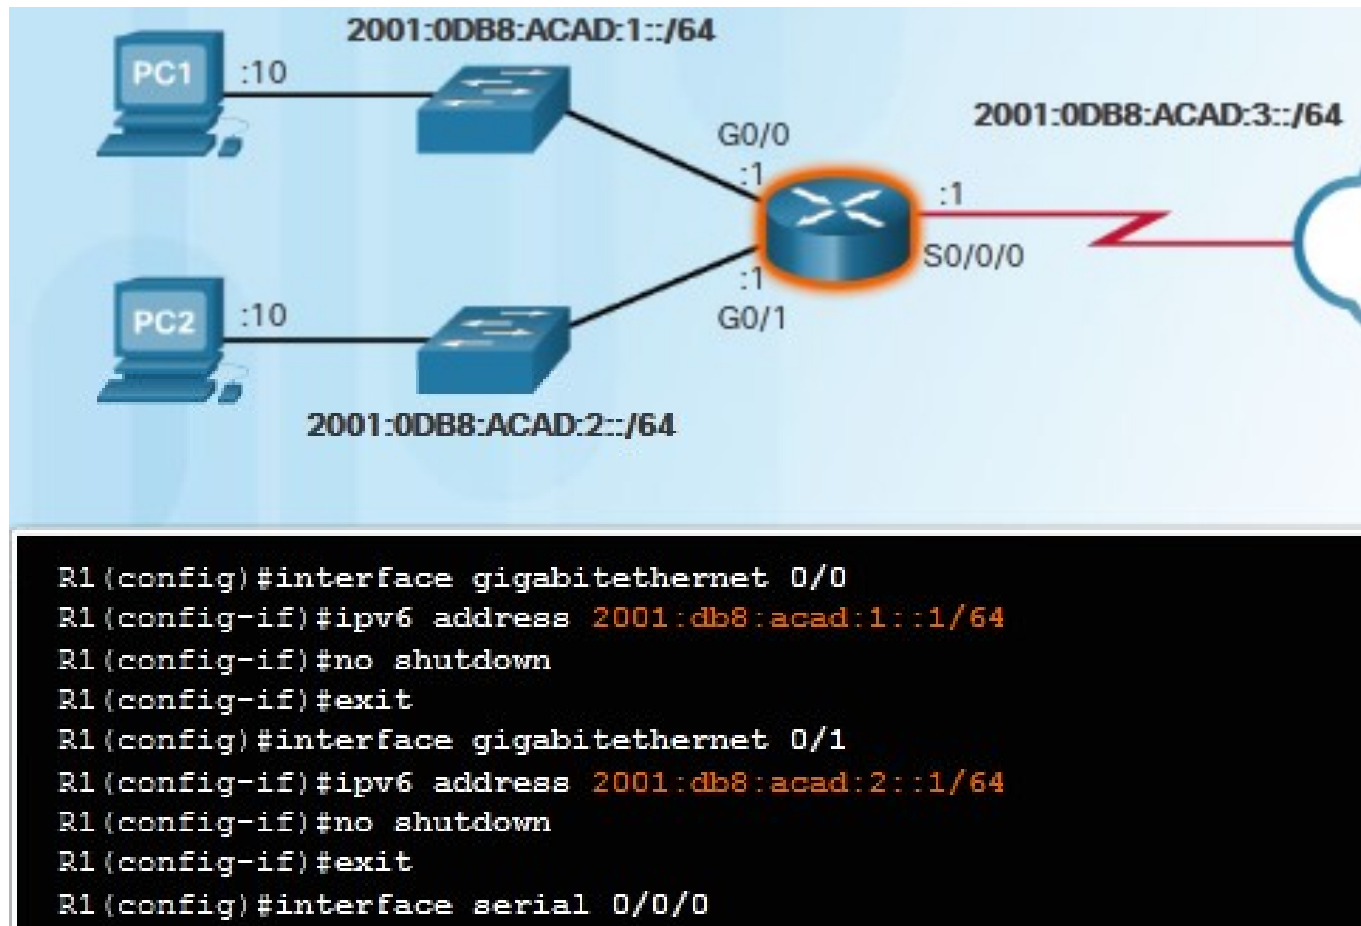 2001:0DB8:ACAD:1::/64
PC1
:10
G0/0
:1
2001:0DB8:ACAD:3::/64
:1
S0/0/0
PC2
:10
:1
G0/1
2001:0DB8:ACAD:2::/64
R1(config)#interface gigabitethernet 0/0
R1(config-if)#ipv6 address 2001:db8:acad:1::1/64
R1(config-if)#no shutdown
R1(config-if)#exit
R1(config)#interface gigabitethernet 0/1
R1(config-if)#ipv6 address 2001:db8:acad:2::1/64
R1(config-if)#no shutdown
R1(config-if)#exit
R1(config)#interface serial 0/0/0